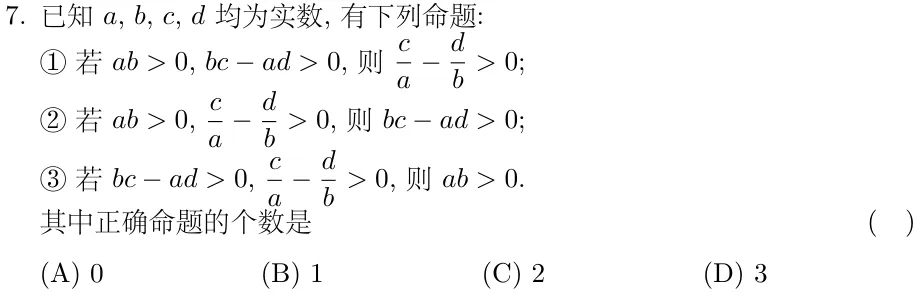 7. 已知 a, b, c, d 均为实数, 有下列命题:
① 若 ab > 0, bc − ad > 0, 则 c/a − d/b > 0;
② 若 ab > 0, c/a − d/b > 0, 则 bc − ad > 0;
③ 若 bc − ad > 0, c/a − d/b > 0, 则 ab > 0.
其中正确命题的个数是 ( )
(A) 0 (B) 1 (C) 2 (D) 3